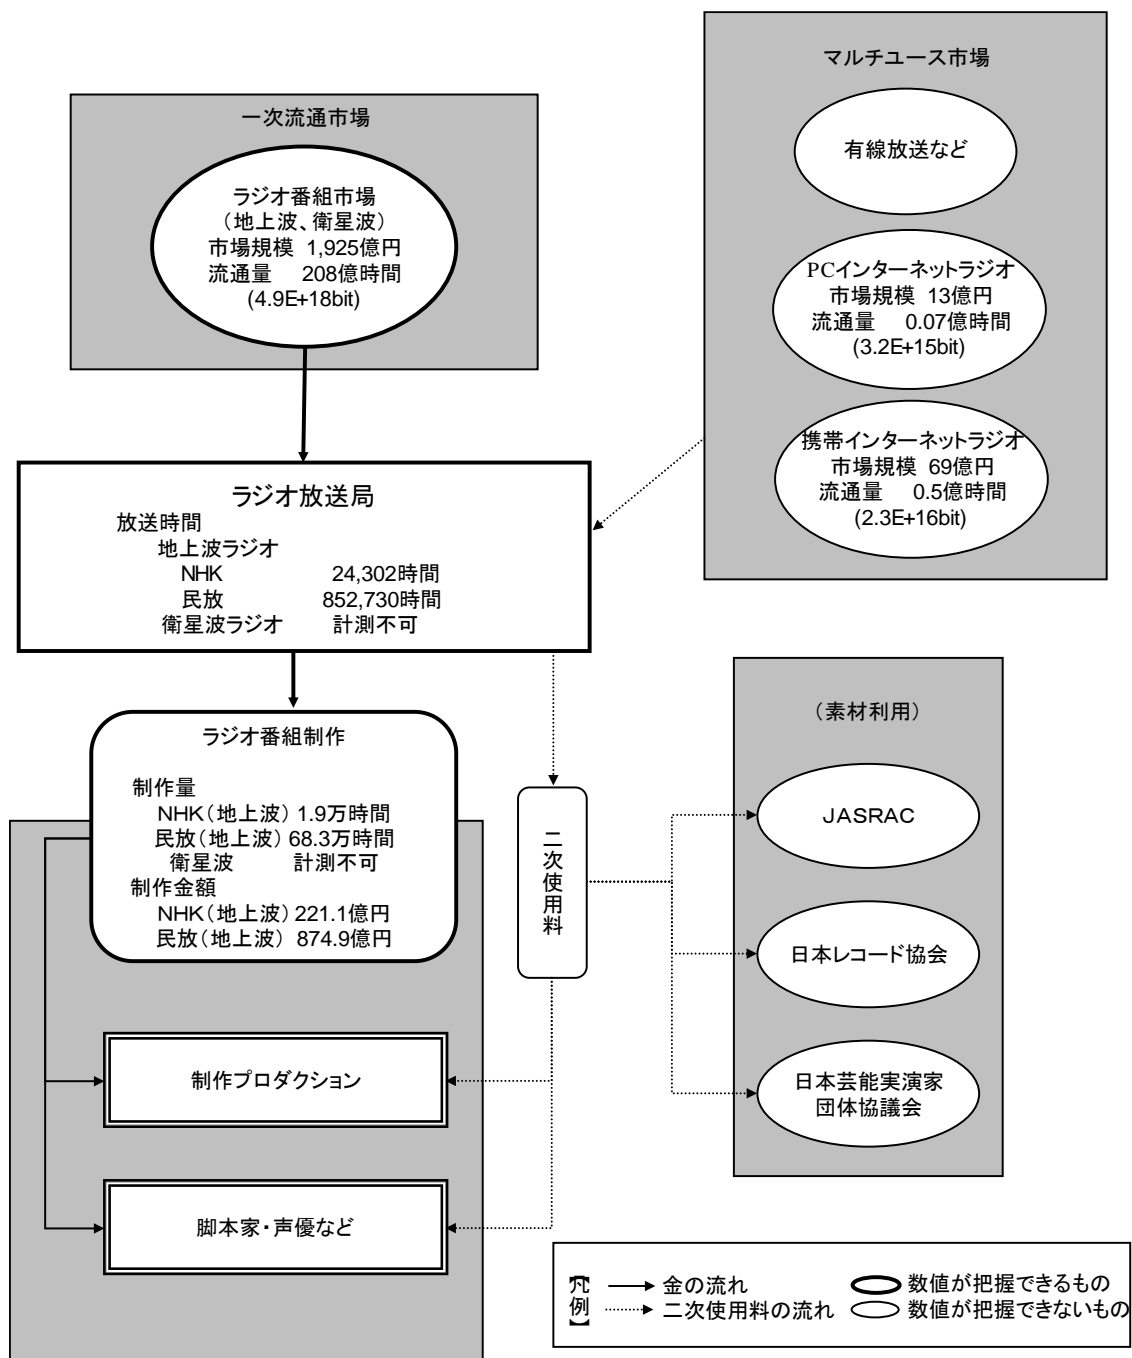 一次流通市場
ラジオ番組市場
（地上波、衛星波）
市場規模 1,925億円
流通量 208億時間
(4.9E+18bit)
マルチユース市場
有線放送など
PCインターネットラジオ
市場規模 13億円
流通量 0.07億時間
(3.2E+15bit)
携帯インターネットラジオ
市場規模 69億円
流通量 0.5億時間
(2.3E+16bit)
ラジオ放送局
放送時間
地上波ラジオ
NHK 24,302時間
民放 852,730時間
衛星波ラジオ 計測不可
ラジオ番組制作
制作量
NHK（地上波）1.9万時間
民放（地上波）68.3万時間
衛星波 計測不可
制作金額
NHK（地上波）221.1億円
民放（地上波） 874.9億円
制作プロダクション
脚本家・声優など
二次使用料
（素材利用）
ＪＡＳＲＡＣ
日本レコード協会
日本芸能実演家
団体協議会
【凡例】
金の流れ
二次使用料の流れ
数値が把握できるもの
数値が把握できないもの